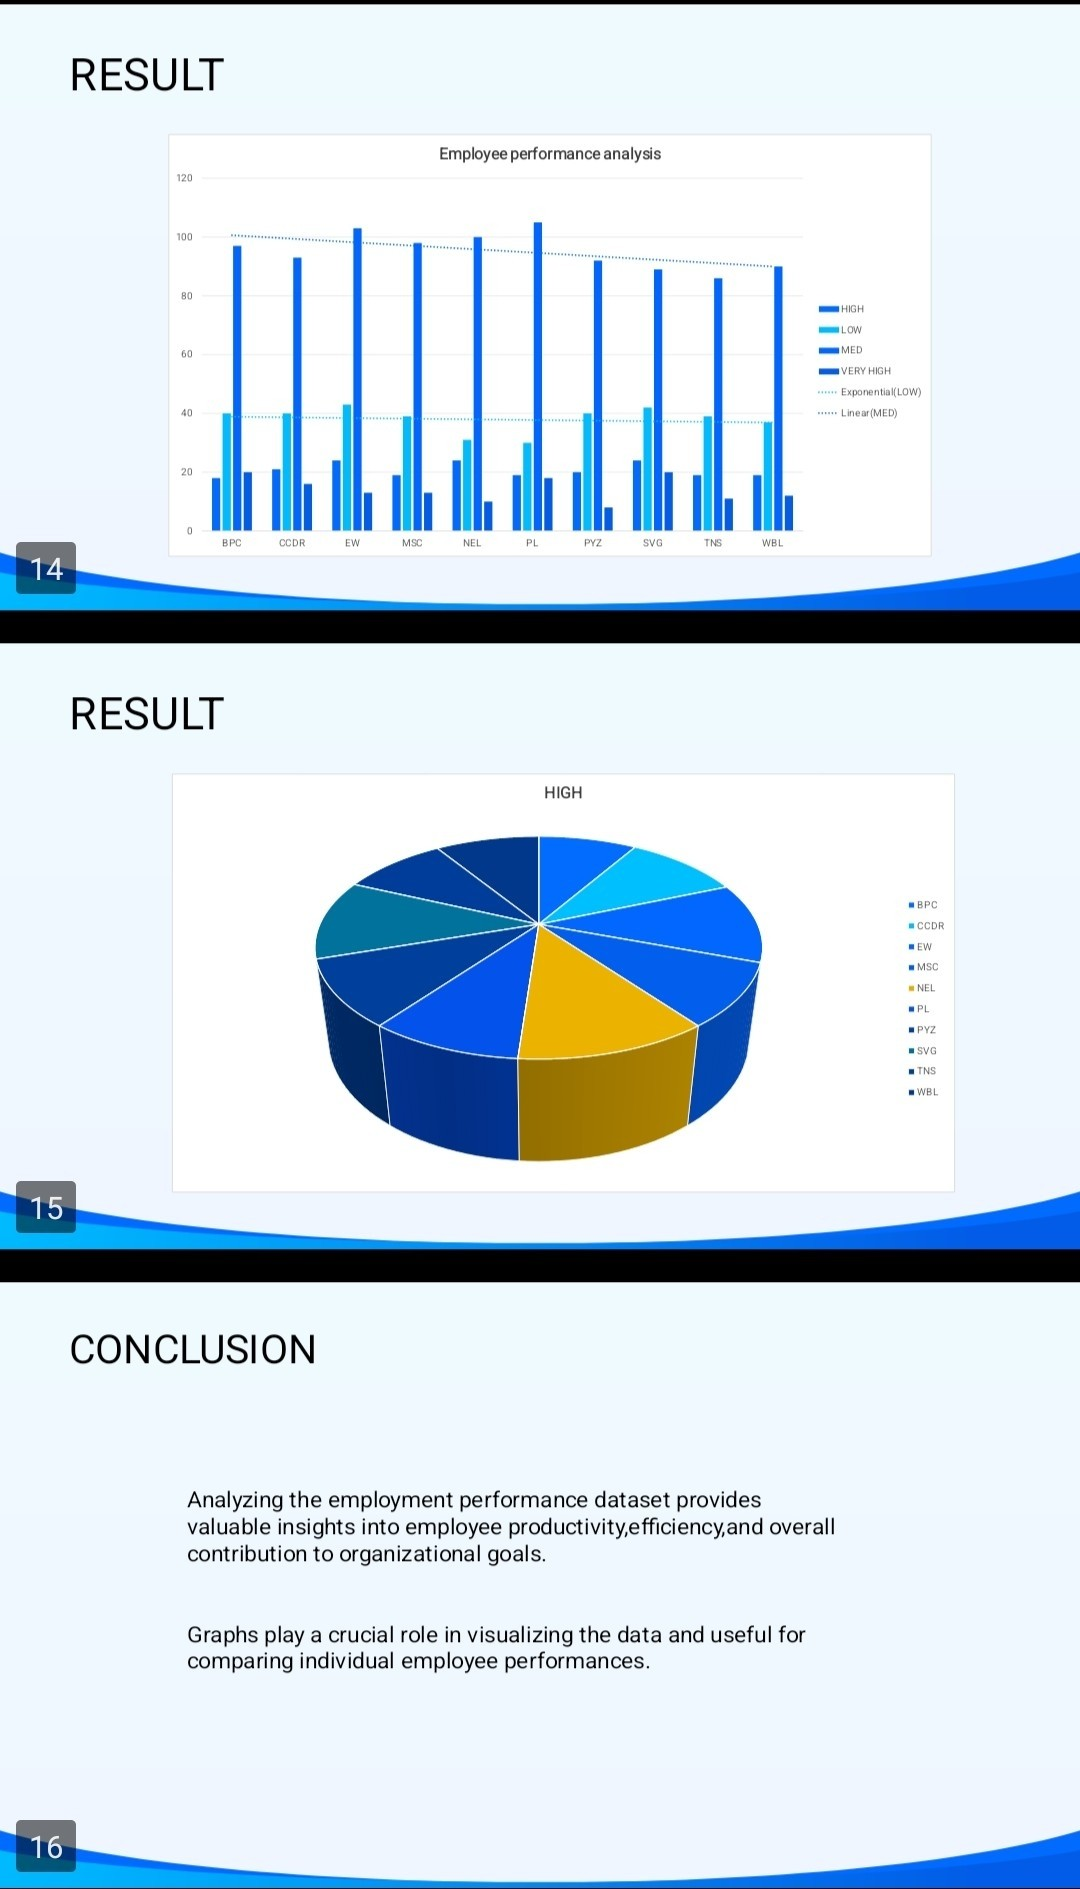 RESULT
Employee performance analysis
120
100
80
60
40
20
0
BPC CCDR EW MSC NEL PL PYZ SVG TNS WBL
HIGH
LOW
MED
VERY HIGH
Exponential(LOW)
Linear(MED)
14
RESULT
HIGH
BPC
CCDR
EW
MSC
NEL
PL
PYZ
SVG
TNS
WBL
15
CONCLUSION
Analyzing the employment performance dataset provides
valuable insights into employee productivity,efficiency,and overall
contribution to organizational goals.
Graphs play a crucial role in visualizing the data and useful for
comparing individual employee performances.
16